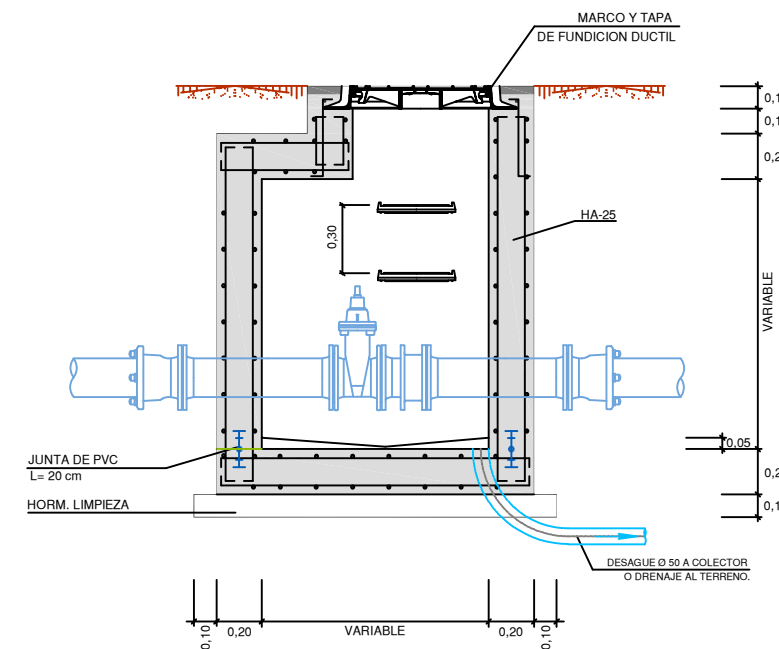 MARCO Y TAPA
DE FUNDICION DUCTIL
0,1
0,1
0,2
HA-25
0,30
VARIABLE
0,05
JUNTA DE PVC
L= 20 cm
0,2
HORM. LIMPIEZA
0,1
DESAGUE Ø 50 A COLECTOR
O DRENAJE AL TERRENO.
0,10
0,20
VARIABLE
0,20
0,10